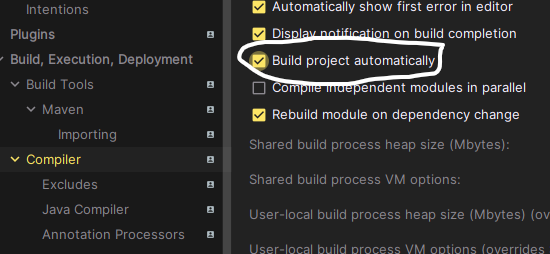 Intentions
Plugins
Build, Execution, Deployment
Build Tools
Maven
Importing
Compiler
Excludes
Java Compiler
Annotation Processors
Automatically show first error in editor
Display notification on build completion
Build project automatically
Compile independent modules in parallel
Rebuild module on dependency change
Shared build process heap size (Mbytes):
Shared build process VM options:
User-local build process heap size (Mbytes) (ov
User-local build process VM options (overrides